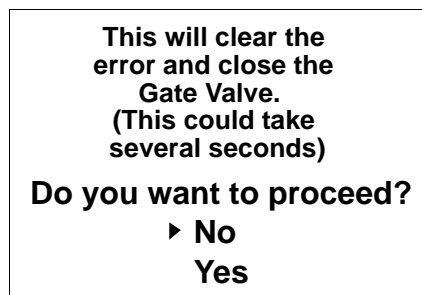 This will clear the
error and close the
Gate Valve.
(This could take
several seconds)
Do you want to proceed?
No
Yes